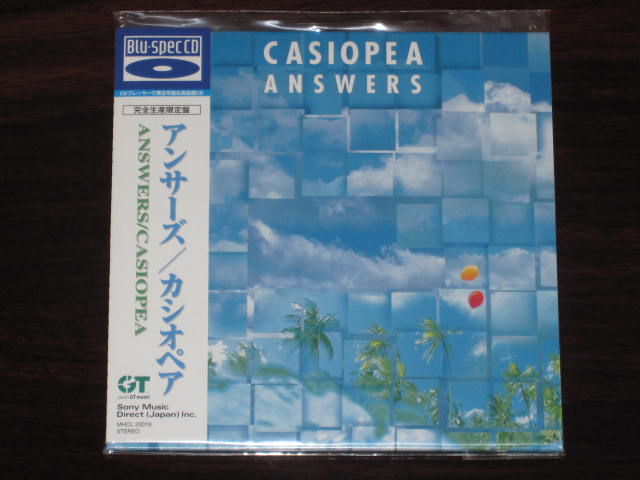 Blu-spec CD
CDプレーヤーで再生可能な高品質CD
完全生産限定盤
アンサーズ/カシオペア
ANSWERS/CASIOPEA
GT
GT music
Sony Music
Direct (Japan) Inc.
MHCL 20019
STEREO
CASIOPEA
ANSWERS